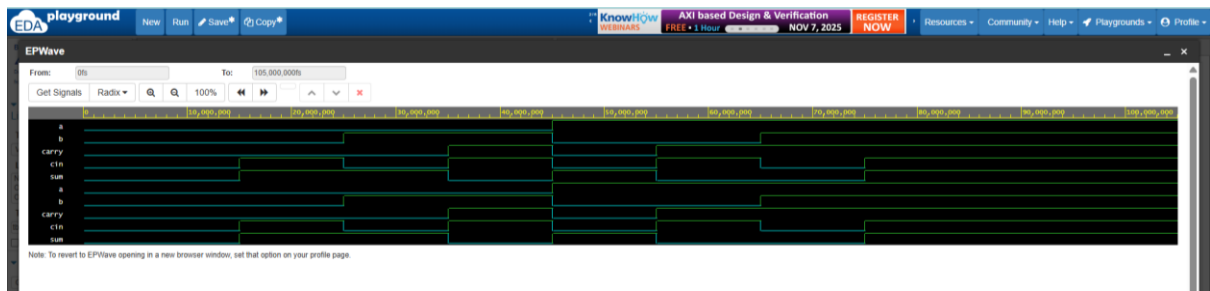 EDA playground New Run Save* Copy* KnowHow WEBINARS AXI based Design & Verification FREE • 1 Hour NOV 7, 2025 REGISTER NOW Resources Community Help Playgrounds Profile
EPWave
From: 0fs To: 105,000,000fs
Get Signals Radix 100%
0 10,000,000 20,000,000 30,000,000 40,000,000 50,000,000 60,000,000 70,000,000 80,000,000 90,000,000 100,000,000
a
b
carry
cin
sum
a
b
carry
cin
sum
Note: To revert to EPWave opening in a new browser window, set that option on your profile page.